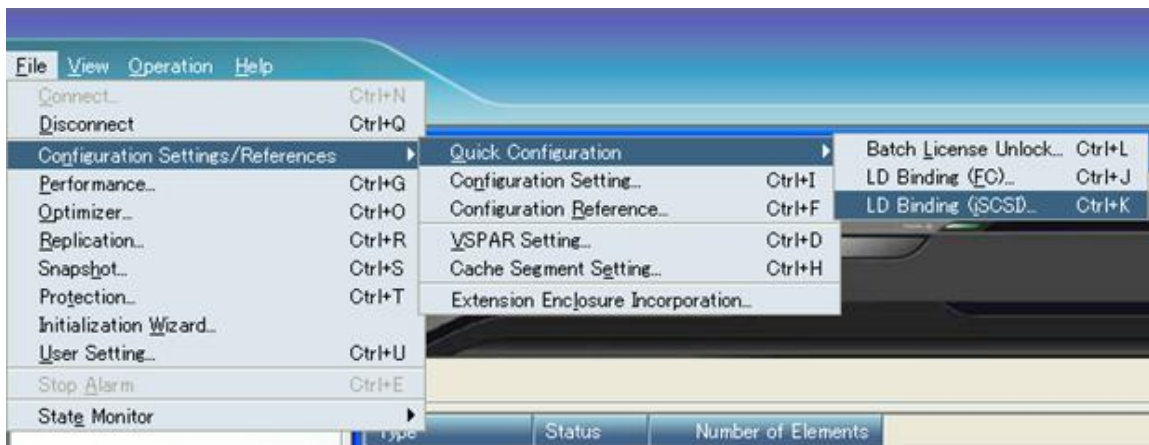 File View Operation Help
Connect... Ctrl+N
Disconnect Ctrl+Q
Configuration Settings/References
Performance... Ctrl+G
Optimizer... Ctrl+O
Replication... Ctrl+R
Snapshot... Ctrl+S
Protection... Ctrl+T
Initialization Wizard...
User Setting... Ctrl+U
Stop Alarm Ctrl+E
State Monitor
Quick Configuration
Configuration Setting... Ctrl+I
Configuration Reference... Ctrl+F
VSPAR Setting... Ctrl+D
Cache Segment Setting... Ctrl+H
Extension Enclosure Incorporation...
Batch License Unlock... Ctrl+L
LD Binding (FC)... Ctrl+J
LD Binding (iSCSI)... Ctrl+K
Type Status Number of Elements